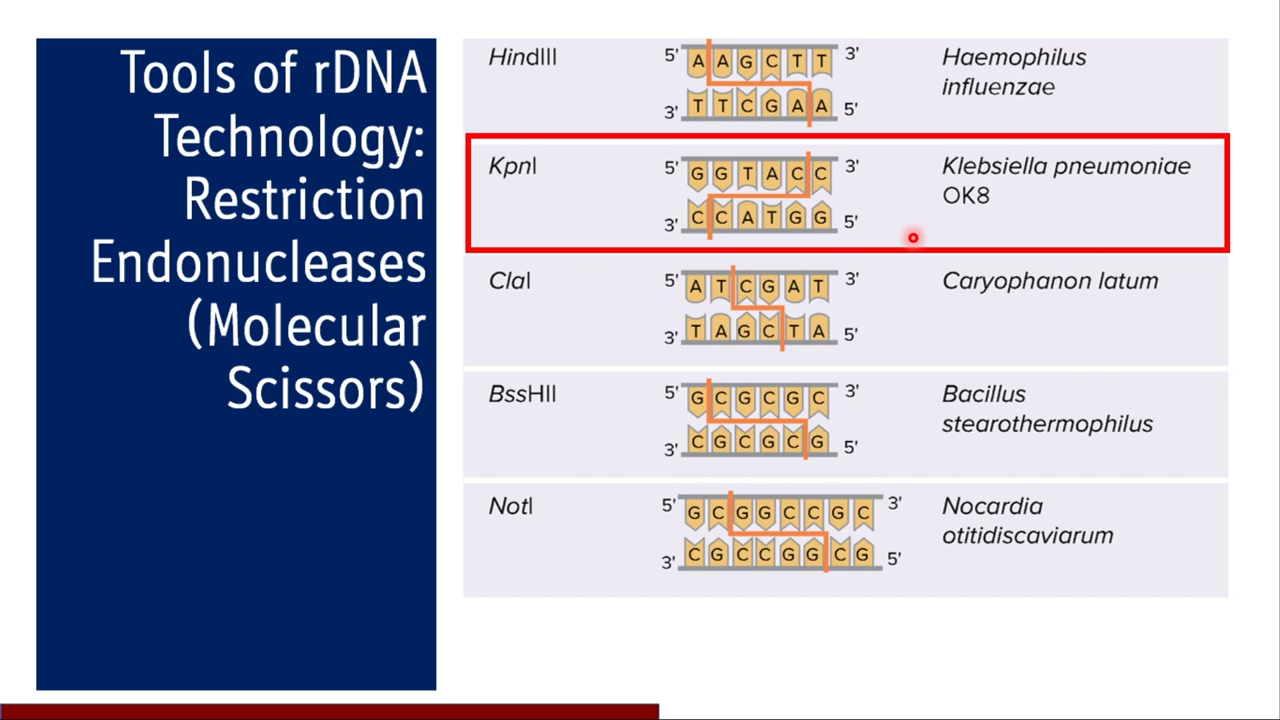 Tools of rDNA
Technology:
Restriction
Endonucleases
(Molecular
Scissors)
HindIII
5' A A G C T T 3'
3' T T C G A A 5'
Haemophilus
influenzae
KpnI
5' G G T A C C 3'
3' C C A T G G 5'
Klebsiella pneumoniae
OK8
ClaI
5' A T C G A T 3'
3' T A G C T A 5'
Caryophanon latum
BssHII
5' G C G C G C 3'
3' C G C G C G 5'
Bacillus
stearothermophilus
NotI
5' G C G G C C G C 3'
3' C G C C G G C G 5'
Nocardia
otitidiscaviarum